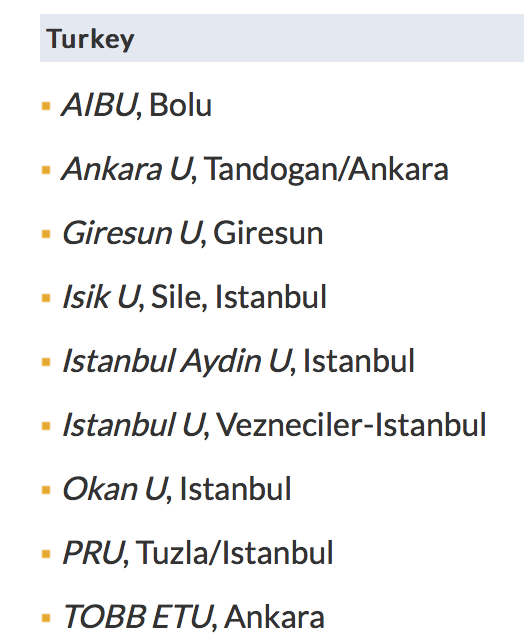 Turkey
AIBU, Bolu
Ankara U, Tandogan/Ankara
Giresun U, Giresun
Isik U, Sile, Istanbul
Istanbul Aydin U, Istanbul
Istanbul U, Vezneciler-Istanbul
Okan U, Istanbul
PRU, Tuzla/Istanbul
TOBB ETU, Ankara